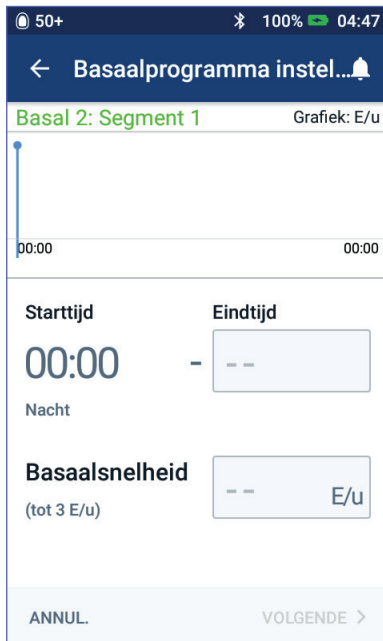 50+ 100% 04:47
Basaalprogramma instel...
Basal 2: Segment 1 Grafiek: E/u
00:00 00:00
Starttijd Eindtijd
00:00 - --
Nacht
Basaalsnelheid -- E/u
(tot 3 E/u)
ANNUL. VOLGENDE >